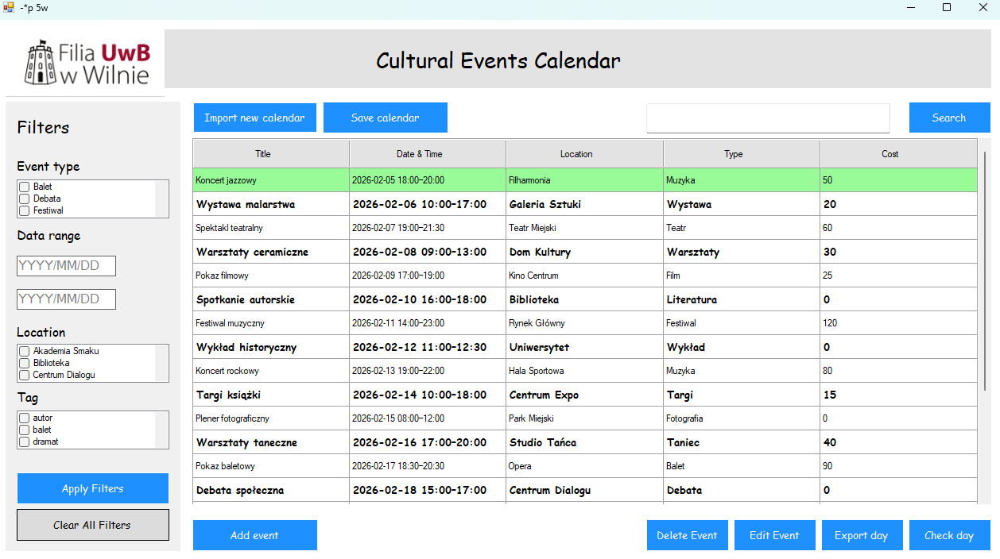 -*p 5w
Filia UwB
w Wilnie
Cultural Events Calendar
Filters
Event type
Balet
Debata
Festiwal
Data range
YYYY/MM/DD
YYYY/MM/DD
Location
Akademia Smaku
Biblioteka
Centrum Dialogu
Tag
autor
balet
dramat
Apply Filters
Clear All Filters
Import new calendar Save calendar Search
Title Date & Time Location Type Cost
Koncert jazzowy 2026-02-05 18:00-20:00 Filharmonia Muzyka 50
Wystawa malarstwa 2026-02-06 10:00-17:00 Galeria Sztuki Wystawa 20
Spektakl teatralny 2026-02-07 19:00-21:30 Teatr Miejski Teatr 60
Warsztaty ceramiczne 2026-02-08 09:00-13:00 Dom Kultury Warsztaty 30
Pokaz filmowy 2026-02-09 17:00-19:00 Kino Centrum Film 25
Spotkanie autorskie 2026-02-10 16:00-18:00 Biblioteka Literatura 0
Festiwal muzyczny 2026-02-11 14:00-23:00 Rynek Główny Festiwal 120
Wykład historyczny 2026-02-12 11:00-12:30 Uniwersytet Wykład 0
Koncert rockowy 2026-02-13 19:00-22:00 Hala Sportowa Muzyka 80
Targi książki 2026-02-14 10:00-18:00 Centrum Expo Targi 15
Plener fotograficzny 2026-02-15 08:00-12:00 Park Miejski Fotografia 0
Warsztaty taneczne 2026-02-16 17:00-20:00 Studio Tańca Taniec 40
Pokaz baletowy 2026-02-17 18:30-20:30 Opera Balet 90
Debata społeczna 2026-02-18 15:00-17:00 Centrum Dialogu Debata 0
Add event Delete Event Edit Event Export day Check day